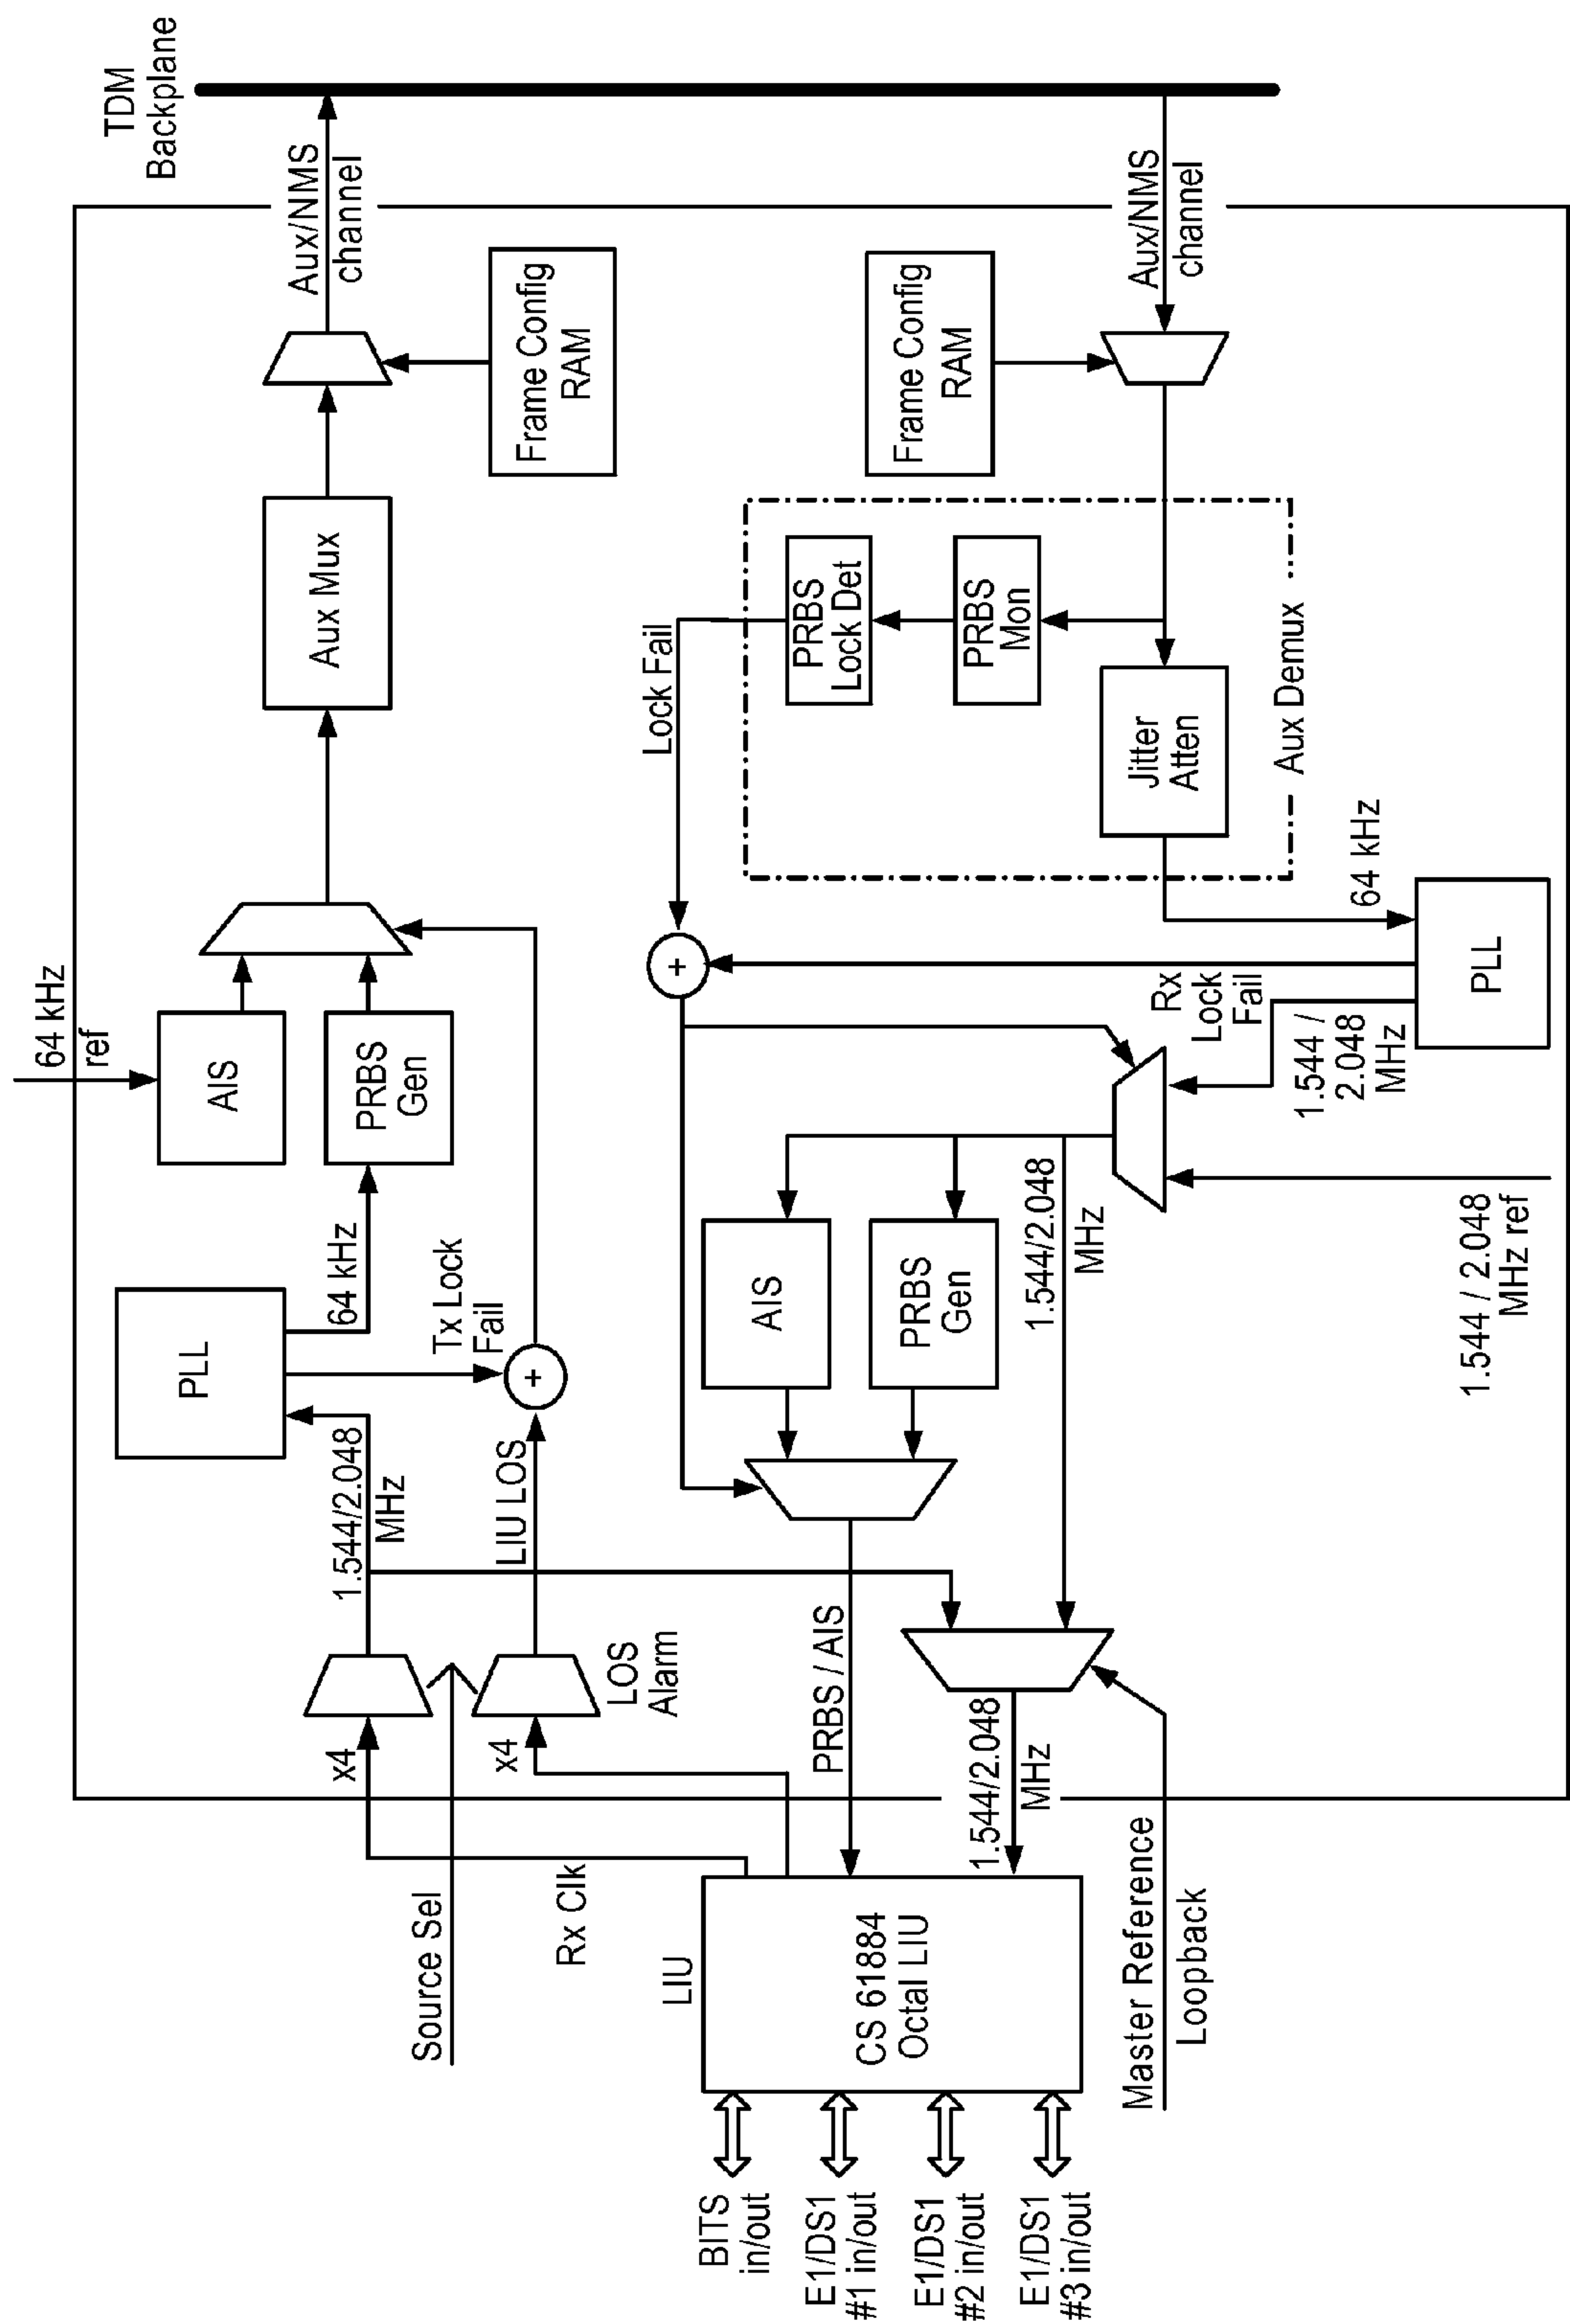 TDM
Backplane
Aux/NMS
channel
Frame Config
RAM
Aux Mux
64 kHz
ref
AIS
PRBS
Gen
64 kHz
PLL
Tx Lock
Fail
1.544/2.048
MHz
LIU LOS
+
LOS
Alarm
x4
x4
Source Sel
Rx Clk
LIU
CS 61884
Octal LIU
BITS
in/out
E1/DS1
#1 in/out
E1/DS1
#2 in/out
E1/DS1
#3 in/out
Aux/NMS
channel
Frame Config
RAM
PRBS
Lock Det
PRBS
Mon
Jitter
Atten
Aux Demux
Lock Fail
+
64 kHz
PLL
Rx
Lock
Fail
1.544 /
2.048
MHz
1.544 / 2.048
MHz ref
AIS
PRBS
Gen
1.544/2.048
MHz
PRBS / AIS
1.544/2.048
MHz
Master Reference
Loopback